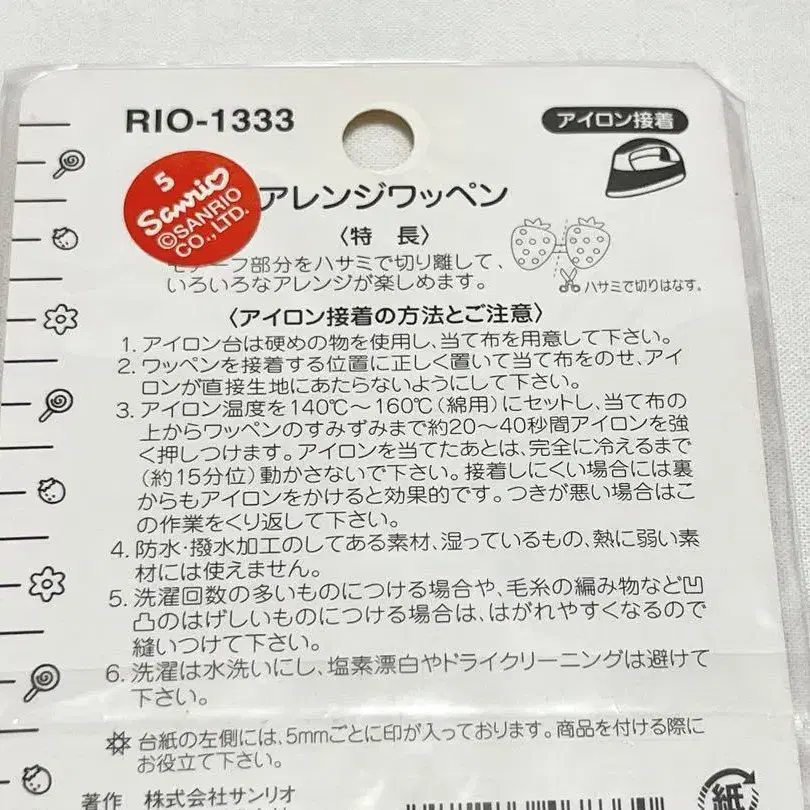 RIO-1333
アイロン接着
5
Sanrio
©SANRIO
CO., LTD.
アレンジワッペン
〈特 長〉
モチーフ部分をハサミで切り離して、
いろいろなアレンジが楽しめます。
ハサミで切りはなす。
〈アイロン接着の方法とご注意〉
1. アイロン台は硬めの物を使用し、当て布を用意して下さい。
2. ワッペンを接着する位置に正しく置いて当て布をのせ、アイ
ロンが直接生地にあたらないようにして下さい。
3. アイロン温度を140℃〜160℃(綿用)にセットし、当て布の
上からワッペンのすみずみまで約20〜40秒間アイロンを強
く押しつけます。アイロンを当てたあとは、完全に冷えるまで
(約15分位)動かさないで下さい。接着しにくい場合には裏
からもアイロンをかけると効果的です。つきが悪い場合はこ
の作業をくり返して下さい。
4. 防水・撥水加工のしてある素材、湿っているもの、熱に弱い素
材には使えません。
5. 洗濯回数の多いものにつける場合や、毛糸の編み物など凹
凸のはげしいものにつける場合は、はがれやすくなるので
縫いつけて下さい。
6. 洗濯は水洗いにし、塩素漂白やドライクリーニングは避けて
下さい。
台紙の左側には、5mmごとに印が入っております。商品を付ける際に
お役立て下さい。
著作 株式会社サンリオ
紙